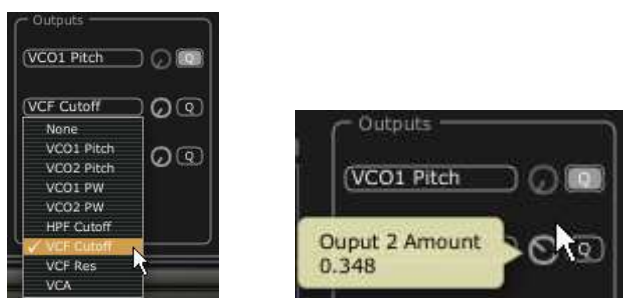 Outputs
VCO1 Pitch
Q
VCF Cutoff
Q
None
VCO1 Pitch
VCO2 Pitch
Q
VCO1 PW
VCO2 PW
HPF Cutoff
✓ VCF Cutoff
VCF Res
VCA
Outputs
VCO1 Pitch
Q
Ouput 2 Amount
0.348
Q